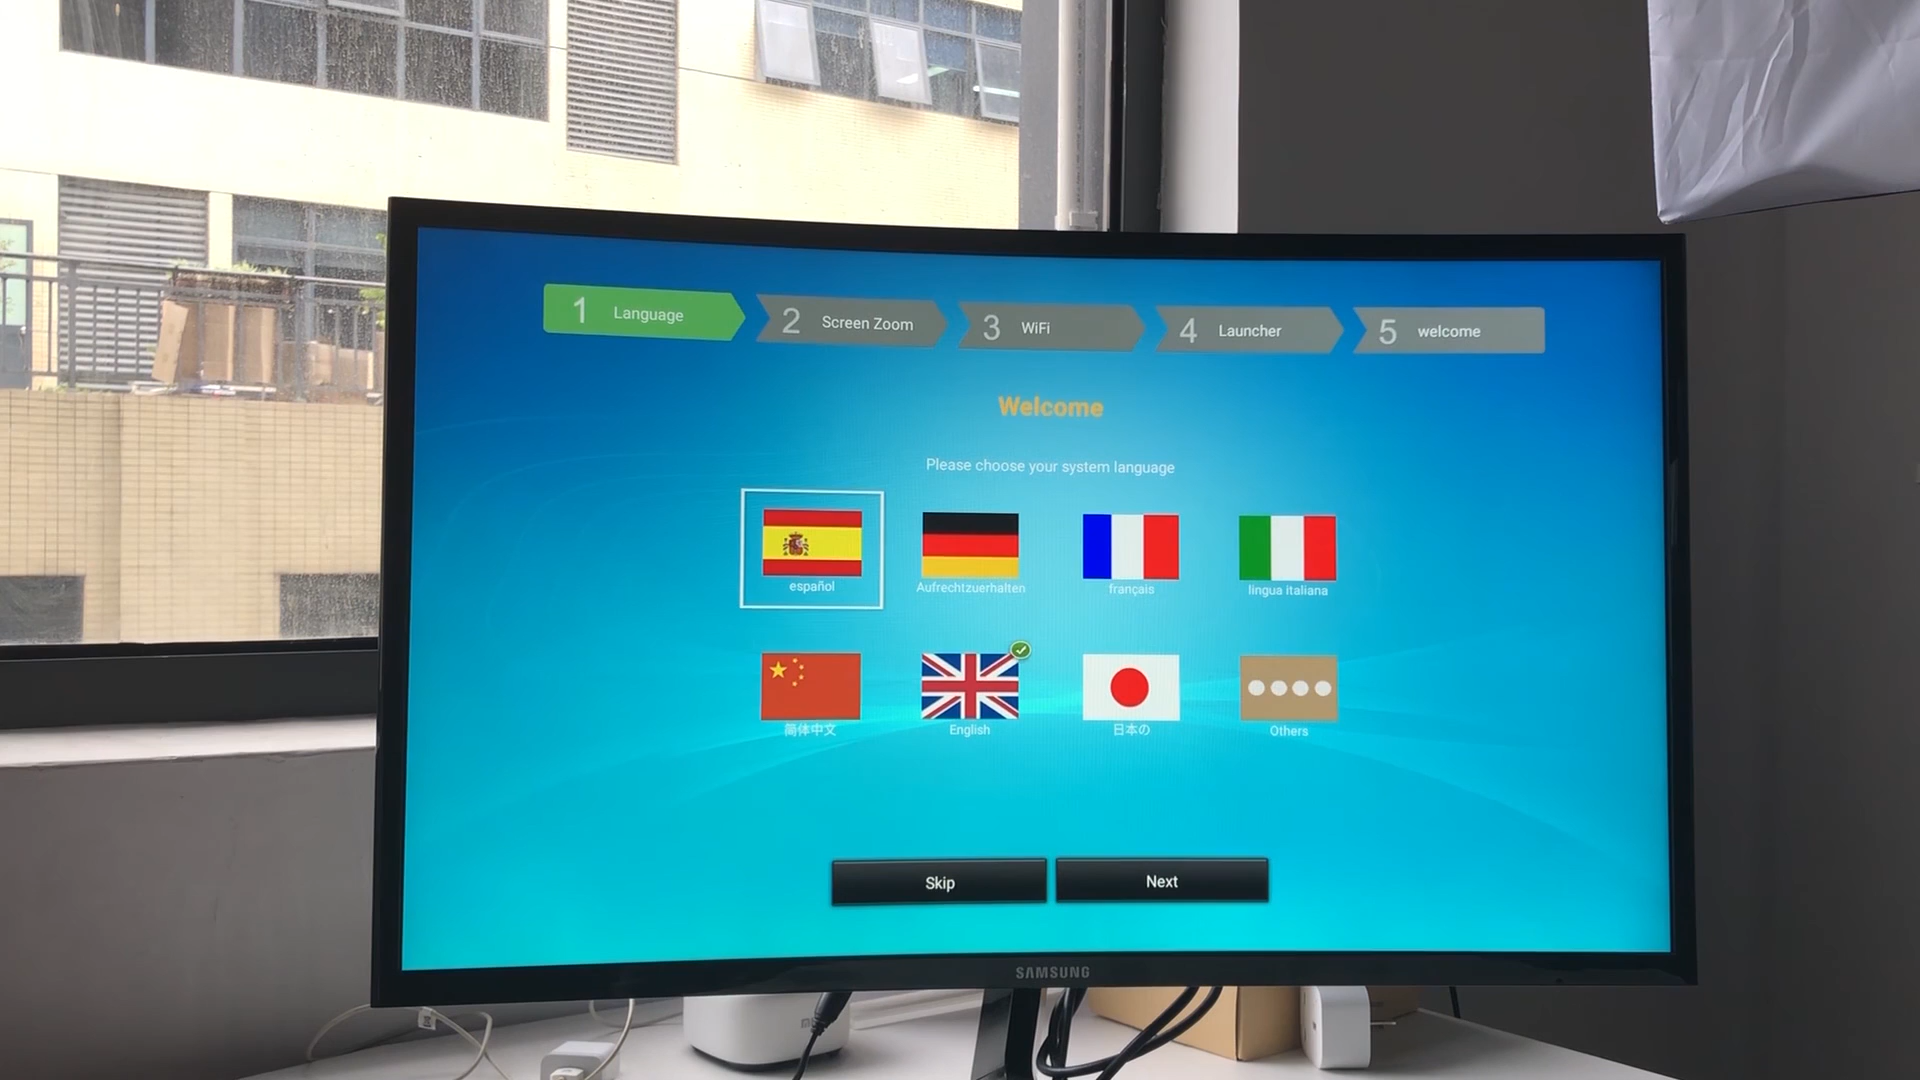 1 Language
2 Screen Zoom
3 WiFi
4 Launcher
5 welcome
Welcome
Please choose your system language
español
Aufrechtzuerhalten
français
lingua italiana
简体中文
English
日本の
Others
Skip
Next
SAMSUNG
mi